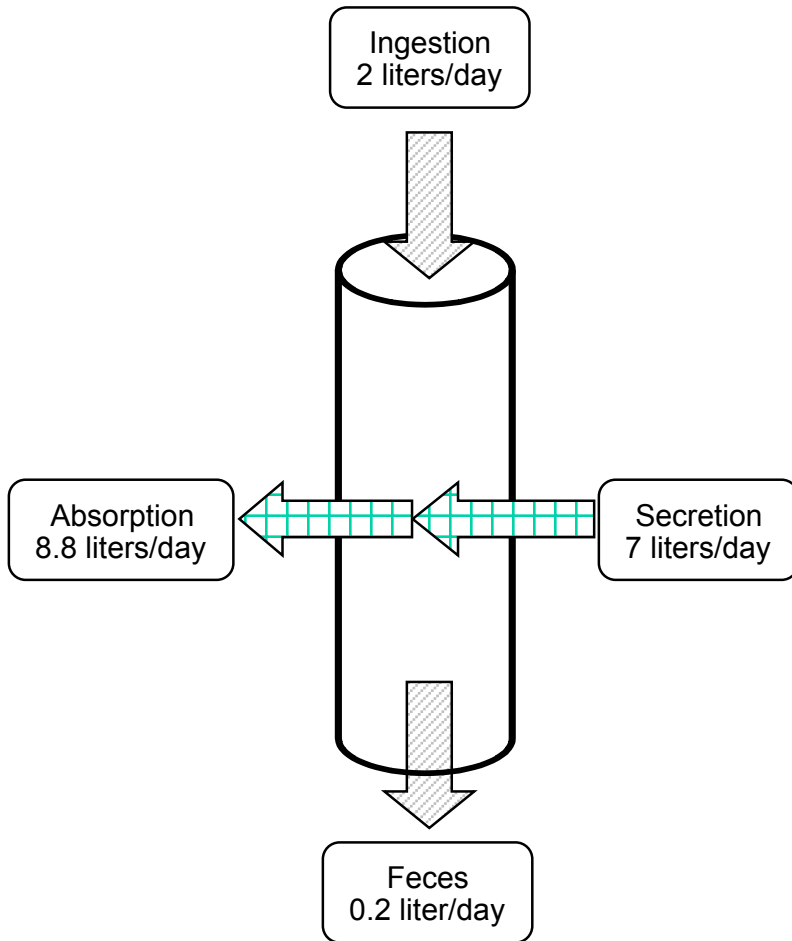 Ingestion
2 liters/day
Absorption
8.8 liters/day
Secretion
7 liters/day
Feces
0.2 liter/day